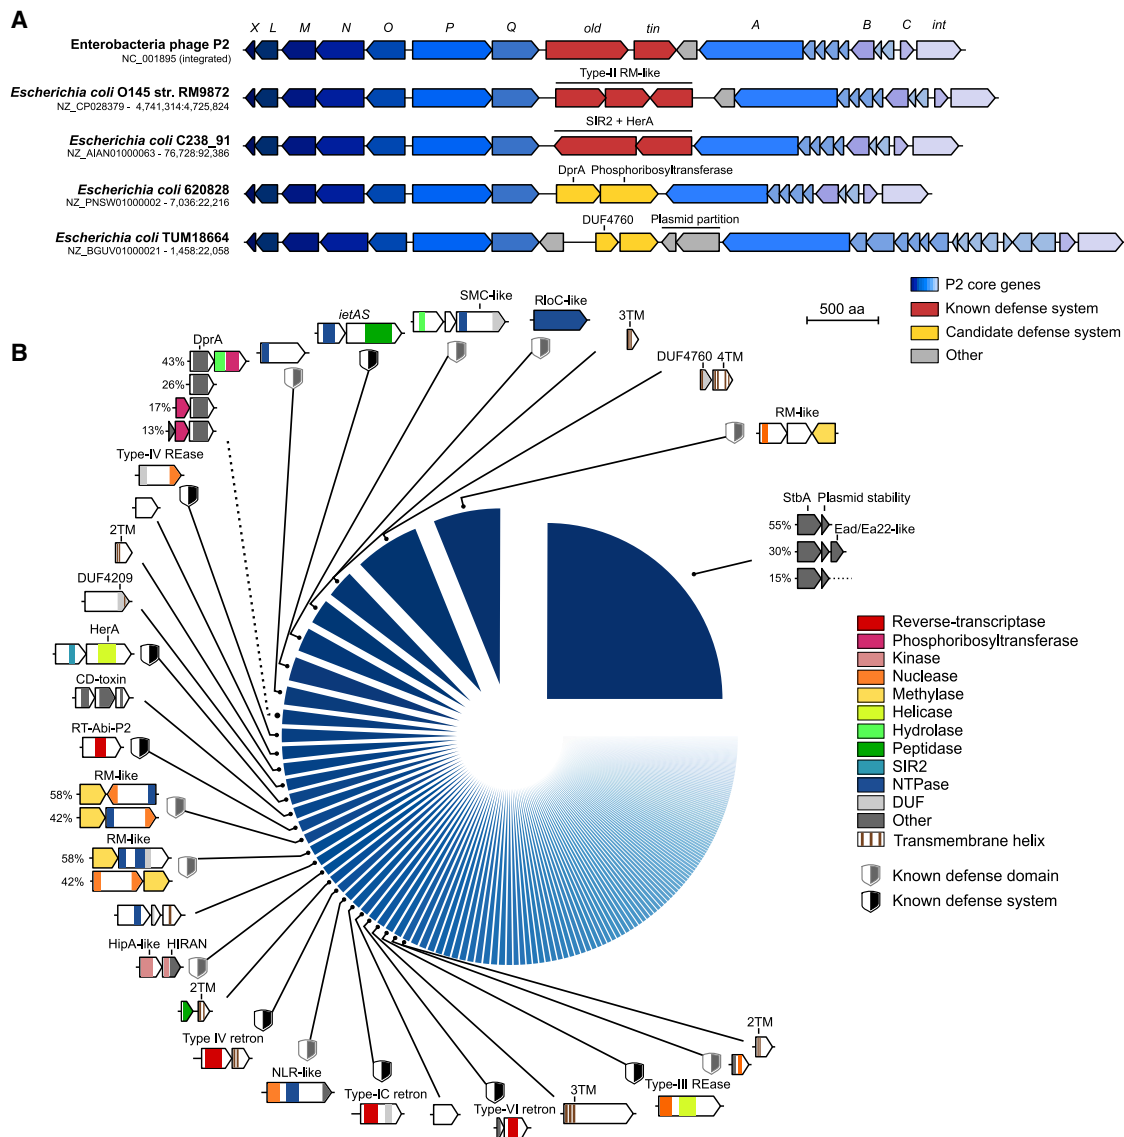 A
X L M N O P Q old tin A B C int
Enterobacteria phage P2
NC_001895 (integrated)
Type-II RM-like
Escherichia coli O145 str. RM9872
NZ_CP028379 - 4,741,314:4,725,824
SIR2 + HerA
Escherichia coli C238_91
NZ_AIAN01000063 - 76,728:92,386
DprA Phosphoribosyltransferase
Escherichia coli 620828
NZ_PNSW01000002 - 7,036:22,216
DUF4760 Plasmid partition
Escherichia coli TUM18664
NZ_BGUV01000021 - 1,458:22,058
P2 core genes
Known defense system
Candidate defense system
Other
500 aa
B
ietAS
SMC-like
RloC-like
3TM
DUF4760 4TM
RM-like
DprA
43%
26%
17%
13%
Type-IV REase
2TM
DUF4209
HerA
CD-toxin
RT-Abi-P2
RM-like
58%
42%
RM-like
58%
42%
HipA-like HIRAN
2TM
Type IV retron
NLR-like
Type-IC retron
Type-VI retron
3TM
Type-III REase
2TM
StbA Plasmid stability
55%
Ead/Ea22-like
30%
15%
Reverse-transcriptase
Phosphoribosyltransferase
Kinase
Nuclease
Methylase
Helicase
Hydrolase
Peptidase
SIR2
NTPase
DUF
Other
Transmembrane helix
Known defense domain
Known defense system